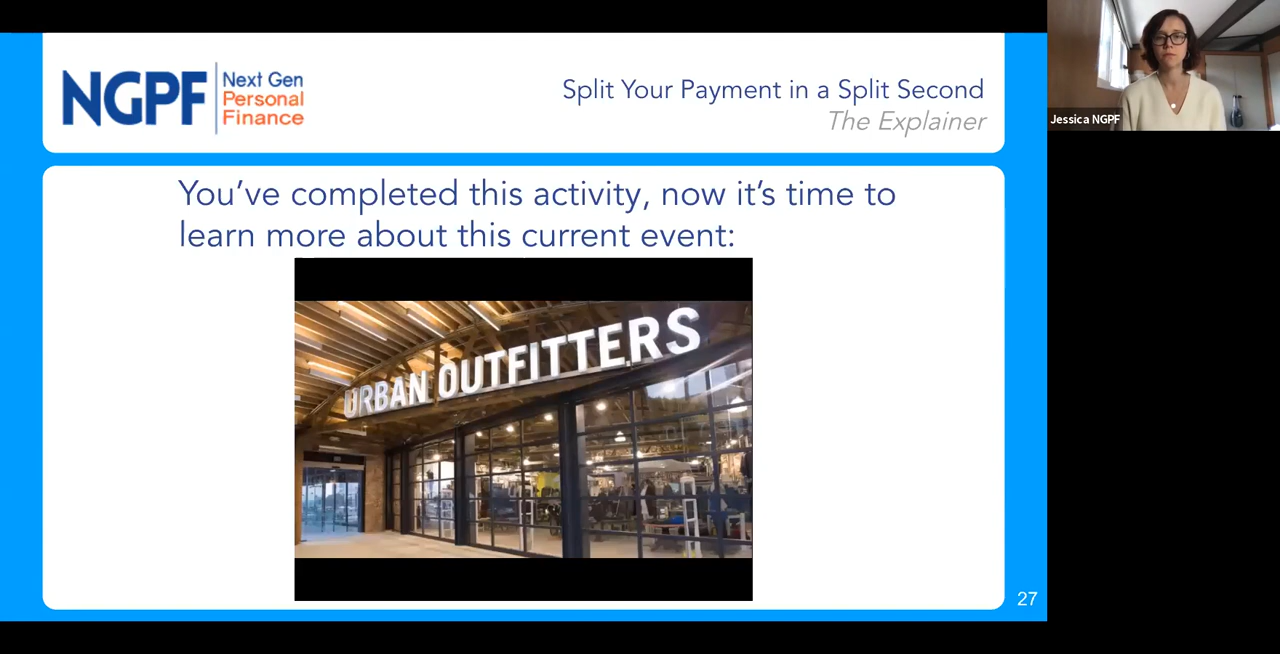 NGPF
Next Gen
Personal
Finance
Split Your Payment in a Split Second
The Explainer
Jessica NGPF
You've completed this activity, now it's time to
learn more about this current event:
URBAN OUTFITTERS
27